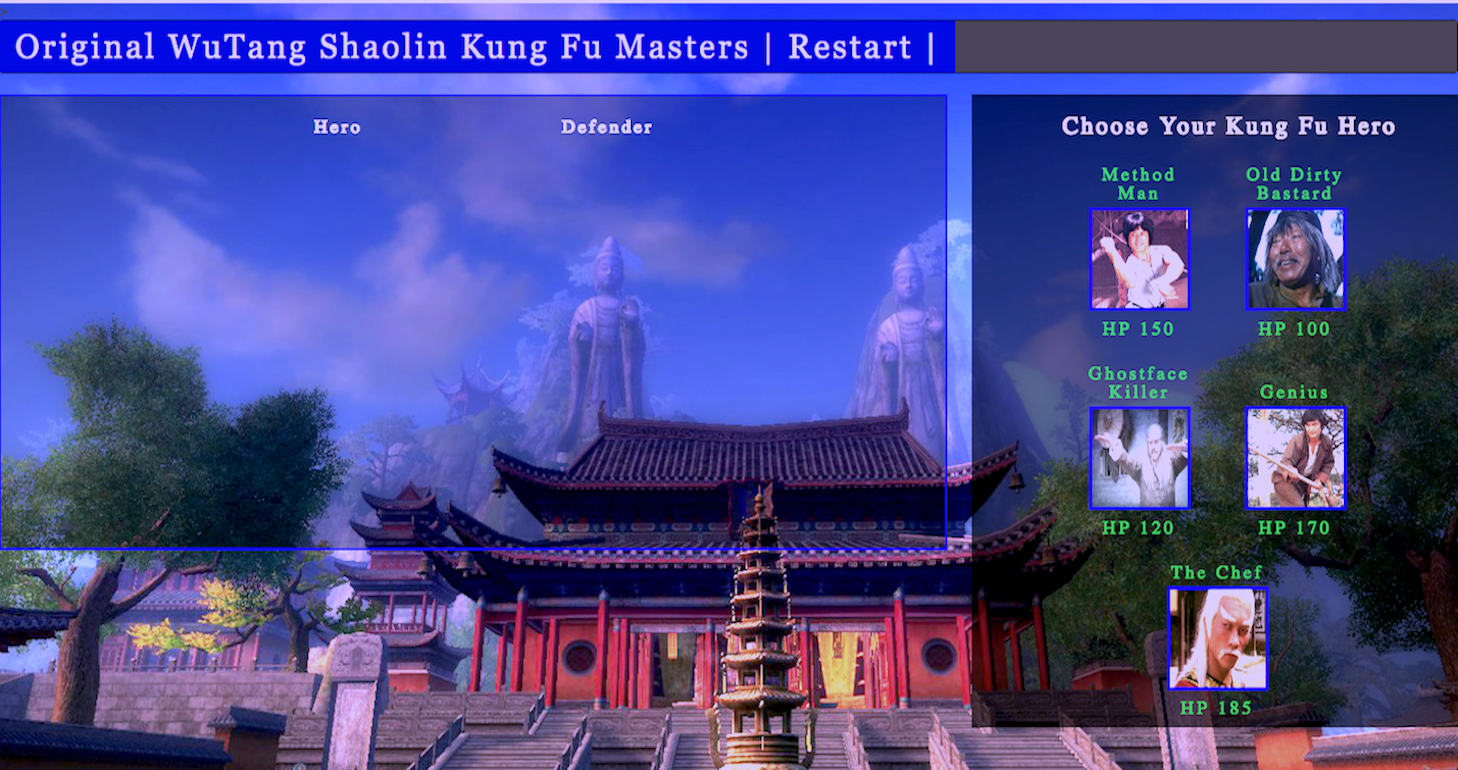 Original WuTang Shaolin Kung Fu Masters | Restart |
Hero
Defender
Choose Your Kung Fu Hero
Method
Man
HP 150
Old Dirty
Bastard
HP 100
Ghostface
Killer
HP 120
Genius
HP 170
The Chef
HP 185